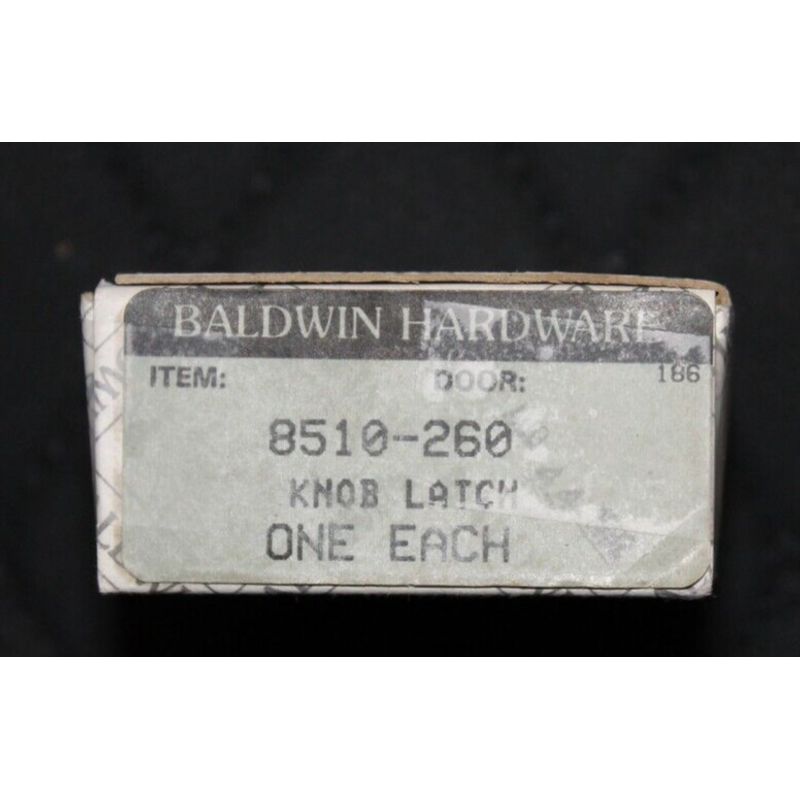 BALDWIN HARDWARE
ITEM: DOOR: 186
8510-260
KNOB LATCH
ONE EACH